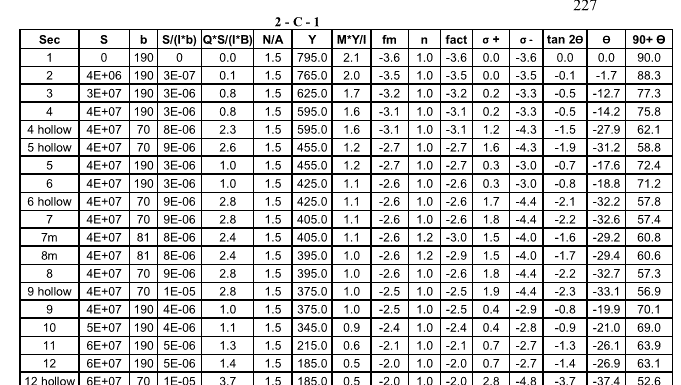 227
2 - C - 1
Sec S b S/(I*b) Q*S/(I*B) N/A Y M*Y/I fm n fact σ + σ - tan 2Θ Θ 90+ Θ
1 0 190 0 0.0 1.5 795.0 2.1 -3.6 1.0 -3.6 0.0 -3.6 0.0 0.0 90.0
2 4E+06 190 3E-07 0.1 1.5 765.0 2.0 -3.5 1.0 -3.5 0.0 -3.5 -0.1 -1.7 88.3
3 3E+07 190 3E-06 0.8 1.5 625.0 1.7 -3.2 1.0 -3.2 0.2 -3.3 -0.5 -12.7 77.3
4 4E+07 190 3E-06 0.8 1.5 595.0 1.6 -3.1 1.0 -3.1 0.2 -3.3 -0.5 -14.2 75.8
4 hollow 4E+07 70 8E-06 2.3 1.5 595.0 1.6 -3.1 1.0 -3.1 1.2 -4.3 -1.5 -27.9 62.1
5 hollow 4E+07 70 9E-06 2.6 1.5 455.0 1.2 -2.7 1.0 -2.7 1.6 -4.3 -1.9 -31.2 58.8
5 4E+07 190 3E-06 1.0 1.5 455.0 1.2 -2.7 1.0 -2.7 0.3 -3.0 -0.7 -17.6 72.4
6 4E+07 190 3E-06 1.0 1.5 425.0 1.1 -2.6 1.0 -2.6 0.3 -3.0 -0.8 -18.8 71.2
6 hollow 4E+07 70 9E-06 2.8 1.5 425.0 1.1 -2.6 1.0 -2.6 1.7 -4.4 -2.1 -32.2 57.8
7 4E+07 70 9E-06 2.8 1.5 405.0 1.1 -2.6 1.0 -2.6 1.8 -4.4 -2.2 -32.6 57.4
7m 4E+07 81 8E-06 2.4 1.5 405.0 1.1 -2.6 1.2 -3.0 1.5 -4.0 -1.6 -29.2 60.8
8m 4E+07 81 8E-06 2.4 1.5 395.0 1.0 -2.6 1.2 -2.9 1.5 -4.0 -1.7 -29.4 60.6
8 4E+07 70 9E-06 2.8 1.5 395.0 1.0 -2.6 1.0 -2.6 1.8 -4.4 -2.2 -32.7 57.3
9 hollow 4E+07 70 1E-05 2.8 1.5 375.0 1.0 -2.5 1.0 -2.5 1.9 -4.4 -2.3 -33.1 56.9
9 4E+07 190 4E-06 1.0 1.5 375.0 1.0 -2.5 1.0 -2.5 0.4 -2.9 -0.8 -19.9 70.1
10 5E+07 190 4E-06 1.1 1.5 345.0 0.9 -2.4 1.0 -2.4 0.4 -2.8 -0.9 -21.0 69.0
11 6E+07 190 5E-06 1.3 1.5 215.0 0.6 -2.1 1.0 -2.1 0.7 -2.7 -1.3 -26.1 63.9
12 6E+07 190 5E-06 1.4 1.5 185.0 0.5 -2.0 1.0 -2.0 0.7 -2.7 -1.4 -26.9 63.1
12 hollow 6E+07 70 1E-05 3.7 1.5 185.0 0.5 -2.0 1.0 -2.0 2.8 -4.8 -3.7 -37.4 52.6